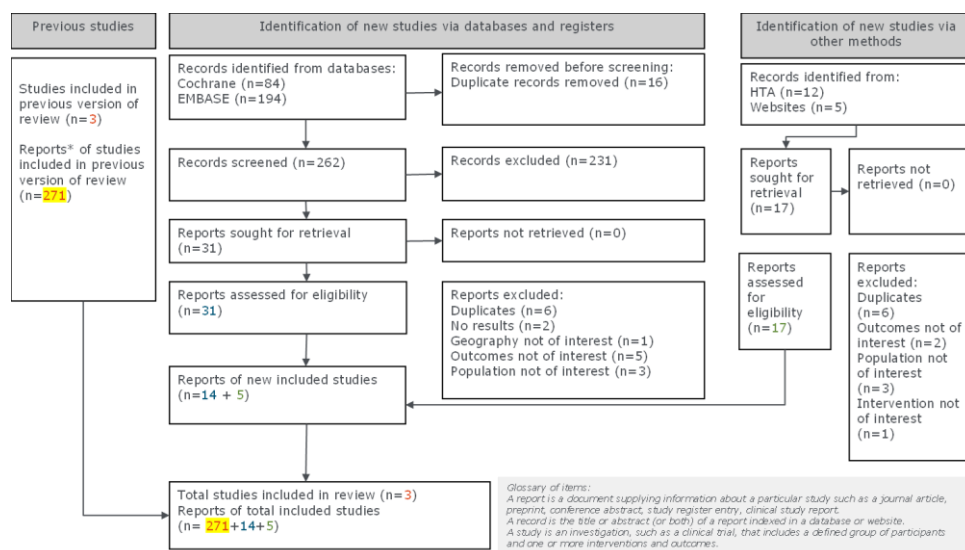 Previous studies
Identification of new studies via databases and registers
Identification of new studies via
other methods
Studies included in
previous version of
review (n=3)
Reports* of studies
included in previous
version of review
(n=271)
Records identified from databases:
Cochrane (n=84)
EMBASE (n=194)
Records removed before screening:
Duplicate records removed (n=16)
Records identified from:
HTA (n=12)
Websites (n=5)
Records screened (n=262)
Records excluded (n=231)
Reports
sought for
retrieval
(n=17)
Reports not
retrieved (n=0)
Reports sought for retrieval
(n=31)
Reports not retrieved (n=0)
Reports assessed for eligibility
(n=31)
Reports excluded:
Duplicates (n=6)
No results (n=2)
Geography not of interest (n=1)
Outcomes not of interest (n=5)
Population not of interest (n=3)
Reports
assessed
for
eligibility
(n=17)
Reports
excluded:
Duplicates
(n=6)
Outcomes not of
interest (n=2)
Population not
of interest
(n=3)
Intervention not
of interest
(n=1)
Reports of new included studies
(n=14 + 5)
Total studies included in review (n=3)
Reports of total included studies
(n= 271+14+5)
Glossary of items:
A report is a document supplying information about a particular study such as a journal article,
preprint, conference abstract, study register entry, clinical study report.
A record is the title or abstract (or both) of a report indexed in a database or website.
A study is an investigation, such as a clinical trial, that includes a defined group of participants
and one or more interventions and outcomes.